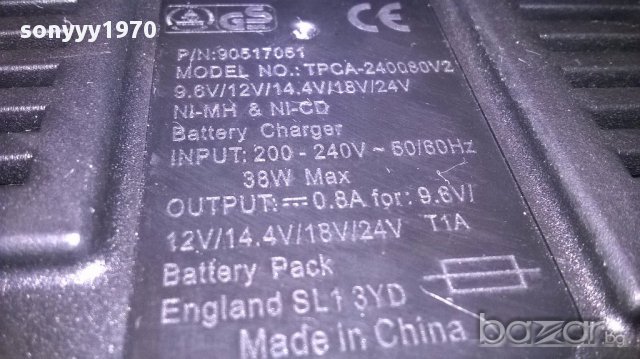 sonyyy1970
GS CE
P/N:90517051
MODEL NO.: TPCA-240080V2
9.6V/12V/14.4V/18V/24V
NI-MH & NI-CD
Battery Charger
INPUT: 200 - 240V ~ 50/60Hz
38W Max
OUTPUT: ⎓ 0.8A for: 9.6V/
12V/14.4V/18V/24V T1A
Battery Pack
England SL1 3YD
Made in China
bazar.bg